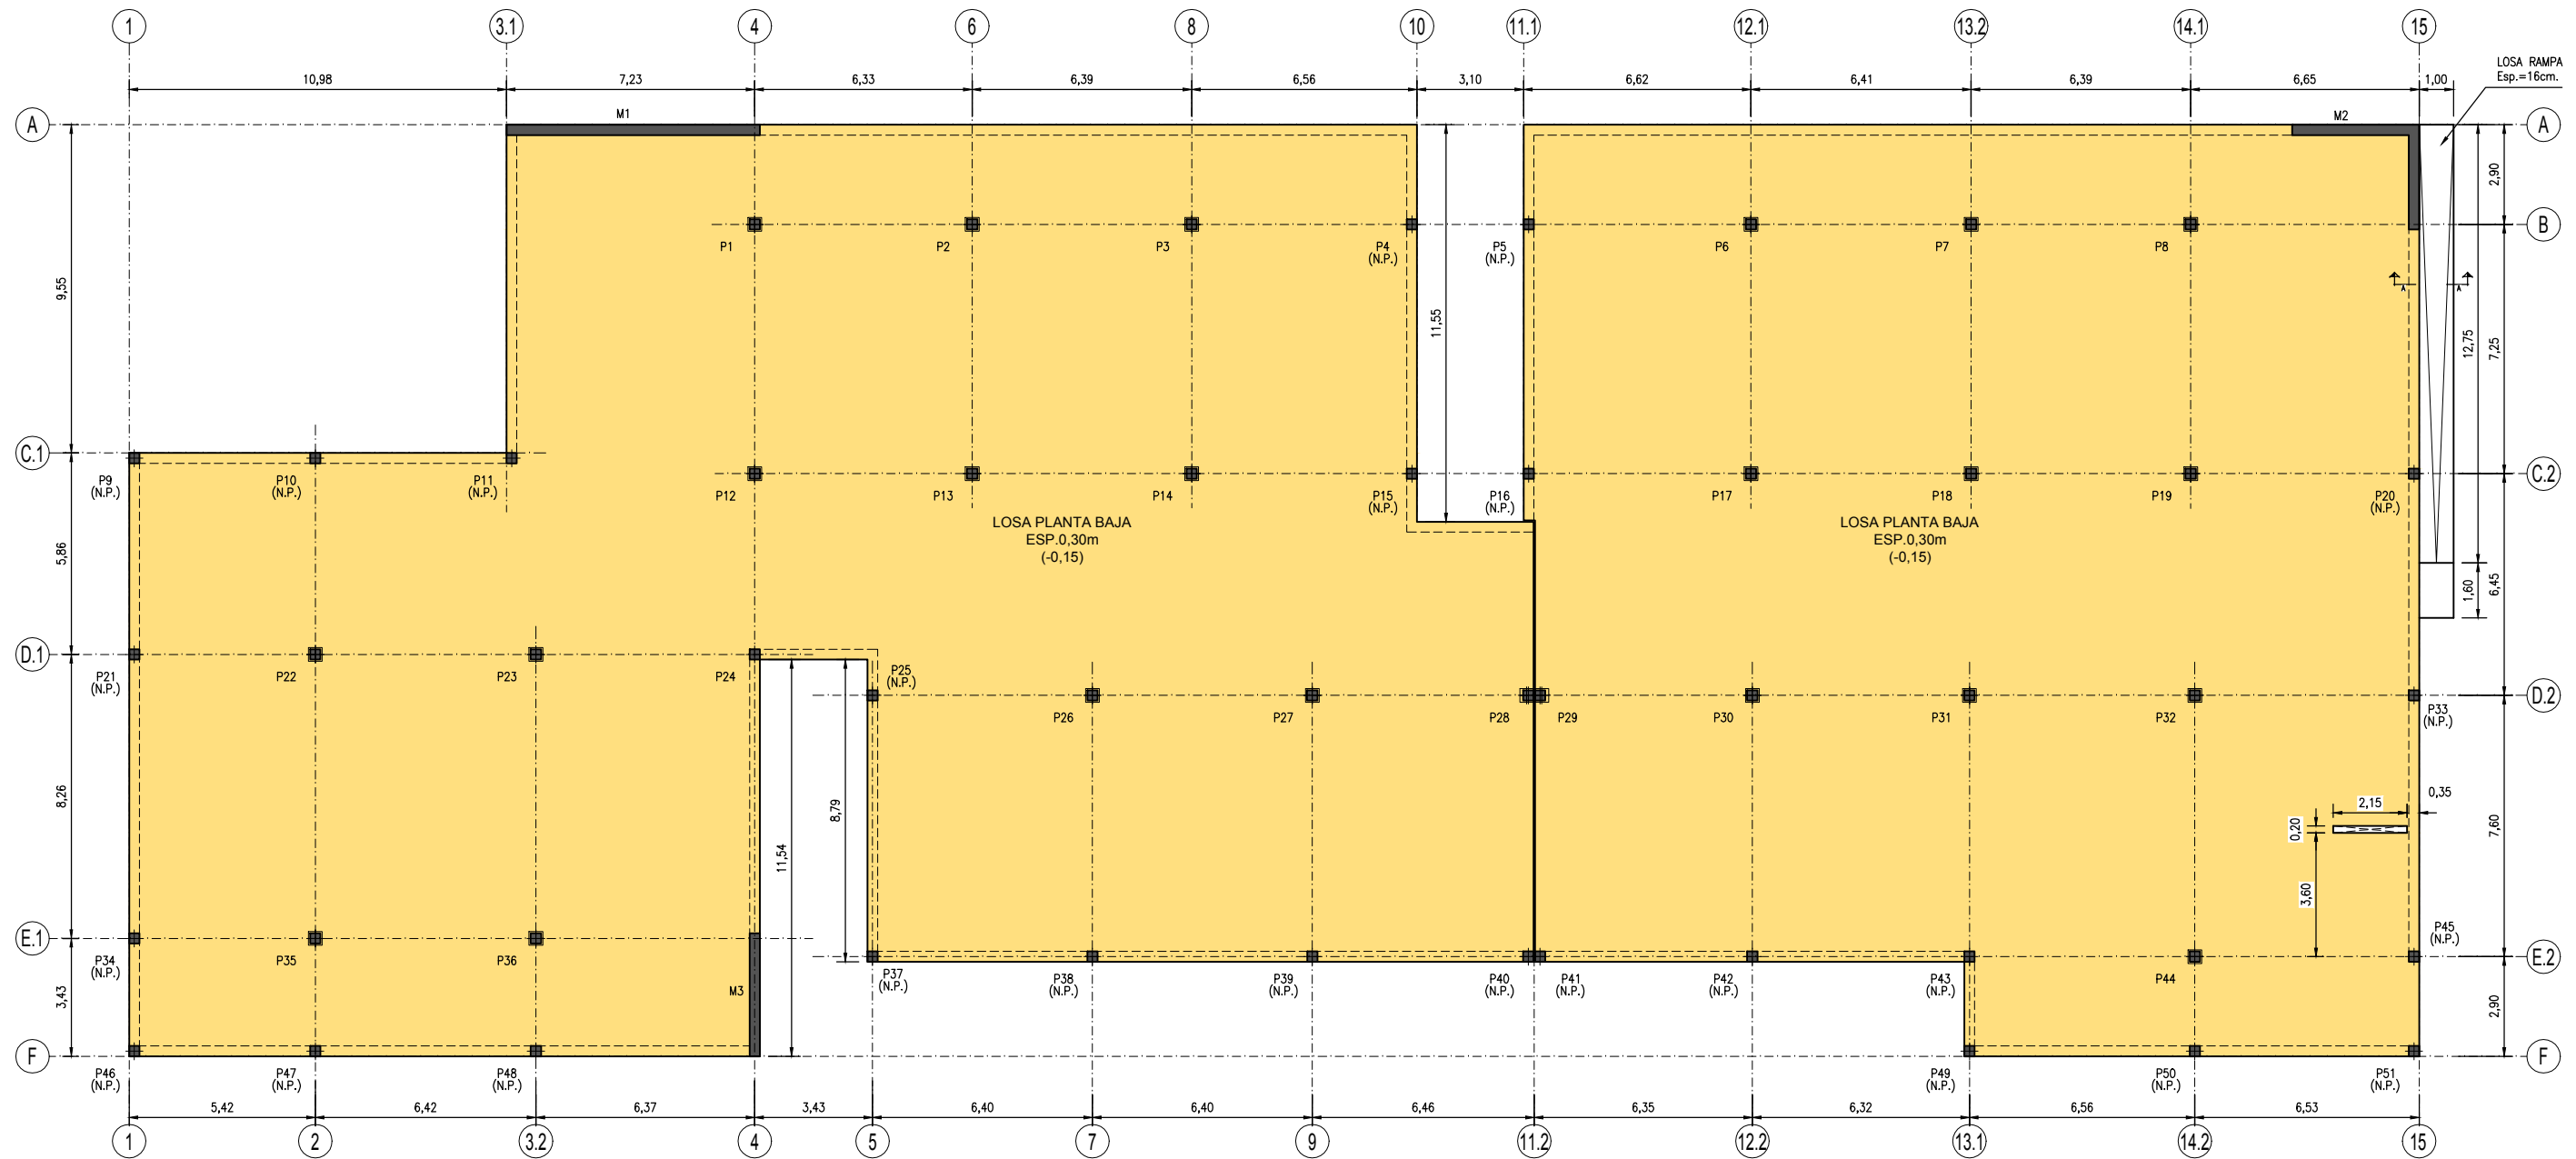 1
3.1
4
6
8
10
11.1
12.1
13.2
14.1
15
LOSA RAMPA
Esp.=16cm.
10,98
7,23
6,33
6,39
6,56
3,10
6,62
6,41
6,39
6,65
1,00
A
M1
M2
A
2,90
B
P1
P2
P3
P4
(N.P.)
P5
(N.P.)
P6
P7
P8
9,55
11,55
A
A
12,75
7,25
C.1
C.2
P9
(N.P.)
P10
(N.P.)
P11
(N.P.)
P12
P13
P14
P15
(N.P.)
P16
(N.P.)
P17
P18
P19
P20
(N.P.)
LOSA PLANTA BAJA
ESP.0,30m
(-0,15)
LOSA PLANTA BAJA
ESP.0,30m
(-0,15)
5,86
1,60
6,45
D.1
D.2
P21
(N.P.)
P22
P23
P24
P25
(N.P.)
P26
P27
P28
P29
P30
P31
P32
P33
(N.P.)
8,26
11,54
8,79
2,15
0,35
0,20
3,60
7,60
E.1
E.2
P34
(N.P.)
P35
P36
M3
P37
(N.P.)
P38
(N.P.)
P39
(N.P.)
P40
(N.P.)
P41
(N.P.)
P42
(N.P.)
P43
(N.P.)
P44
P45
(N.P.)
3,43
2,90
F
F
P46
(N.P.)
P47
(N.P.)
P48
(N.P.)
P49
(N.P.)
P50
(N.P.)
P51
(N.P.)
5,42
6,42
6,37
3,43
6,40
6,40
6,46
6,35
6,32
6,56
6,53
1
2
3.2
4
5
7
9
11.2
12.2
13.1
14.2
15